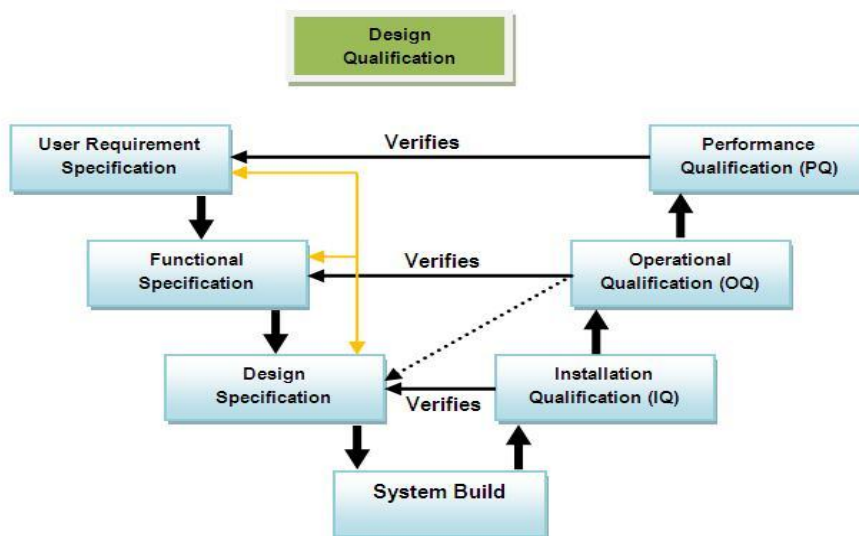 Design
Qualification
User Requirement
Specification
Verifies
Performance
Qualification (PQ)
Functional
Specification
Verifies
Operational
Qualification (OQ)
Design
Specification
Verifies
Installation
Qualification (IQ)
System Build